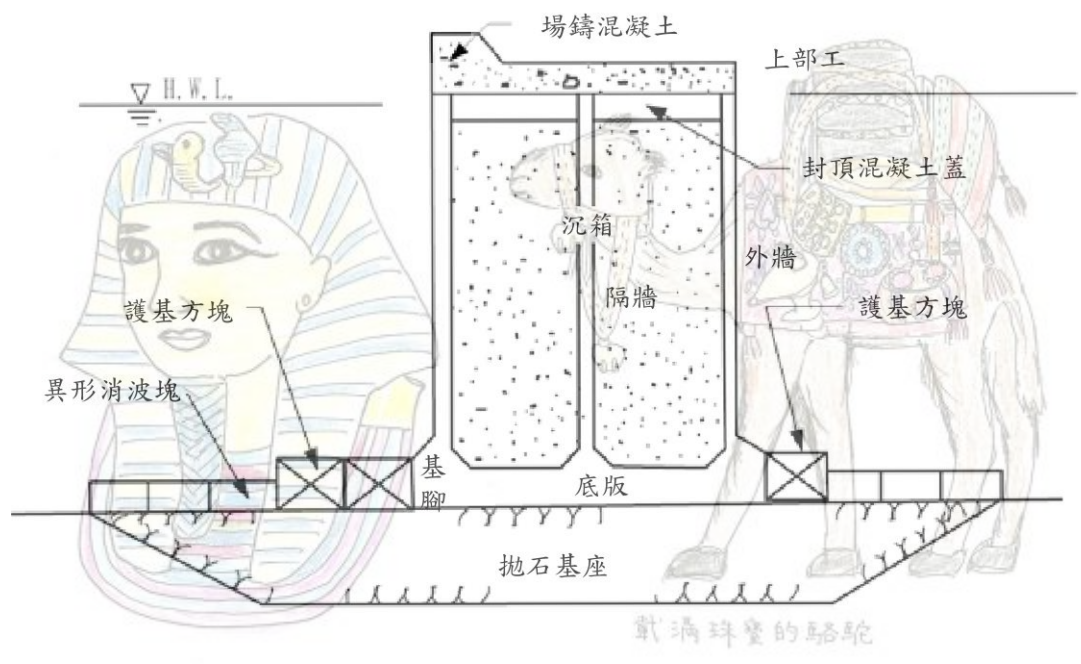 場鑄混凝土
上部工
H.W.L.
封頂混凝土蓋
沉箱
外牆
隔牆
護基方塊
護基方塊
異形消波塊
基腳
底版
拋石基座
載滿珠寶的駱駝